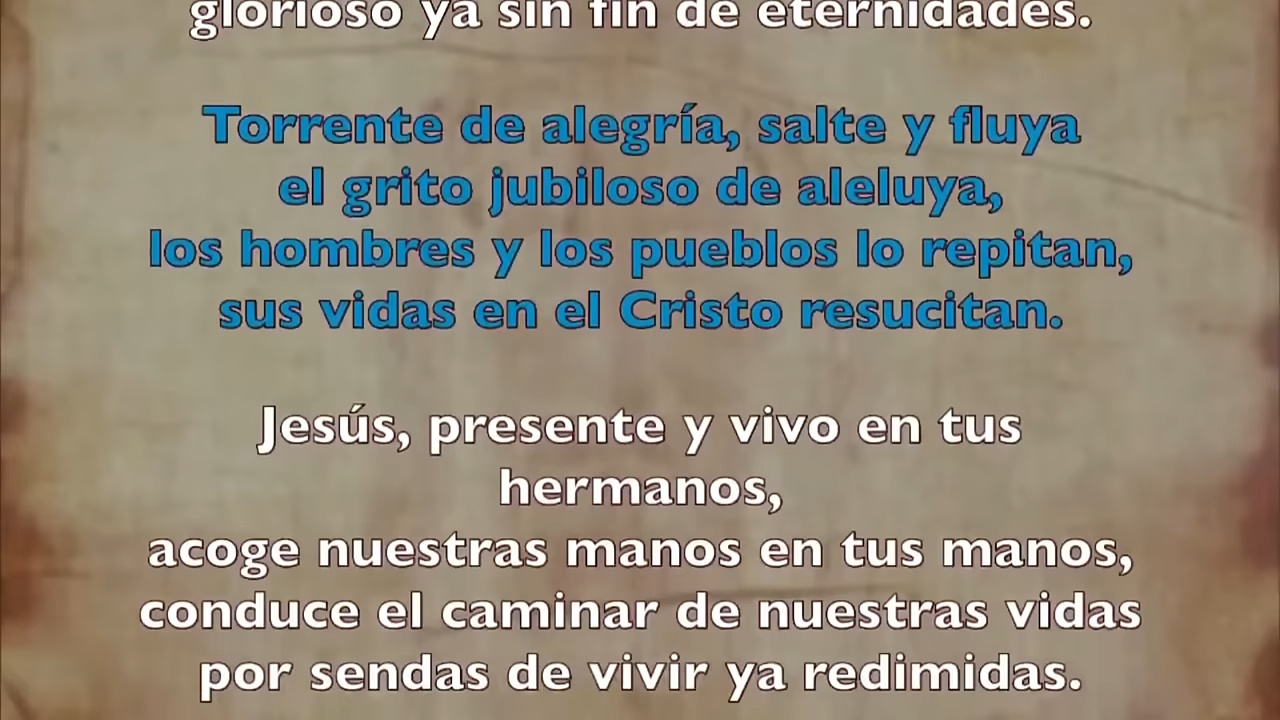 glorioso ya sin fin de eternidades.
Torrente de alegría, salte y fluya
el grito jubiloso de aleluya,
los hombres y los pueblos lo repitan,
sus vidas en el Cristo resucitan.
Jesús, presente y vivo en tus
hermanos,
acoge nuestras manos en tus manos,
conduce el caminar de nuestras vidas
por sendas de vivir ya redimidas.